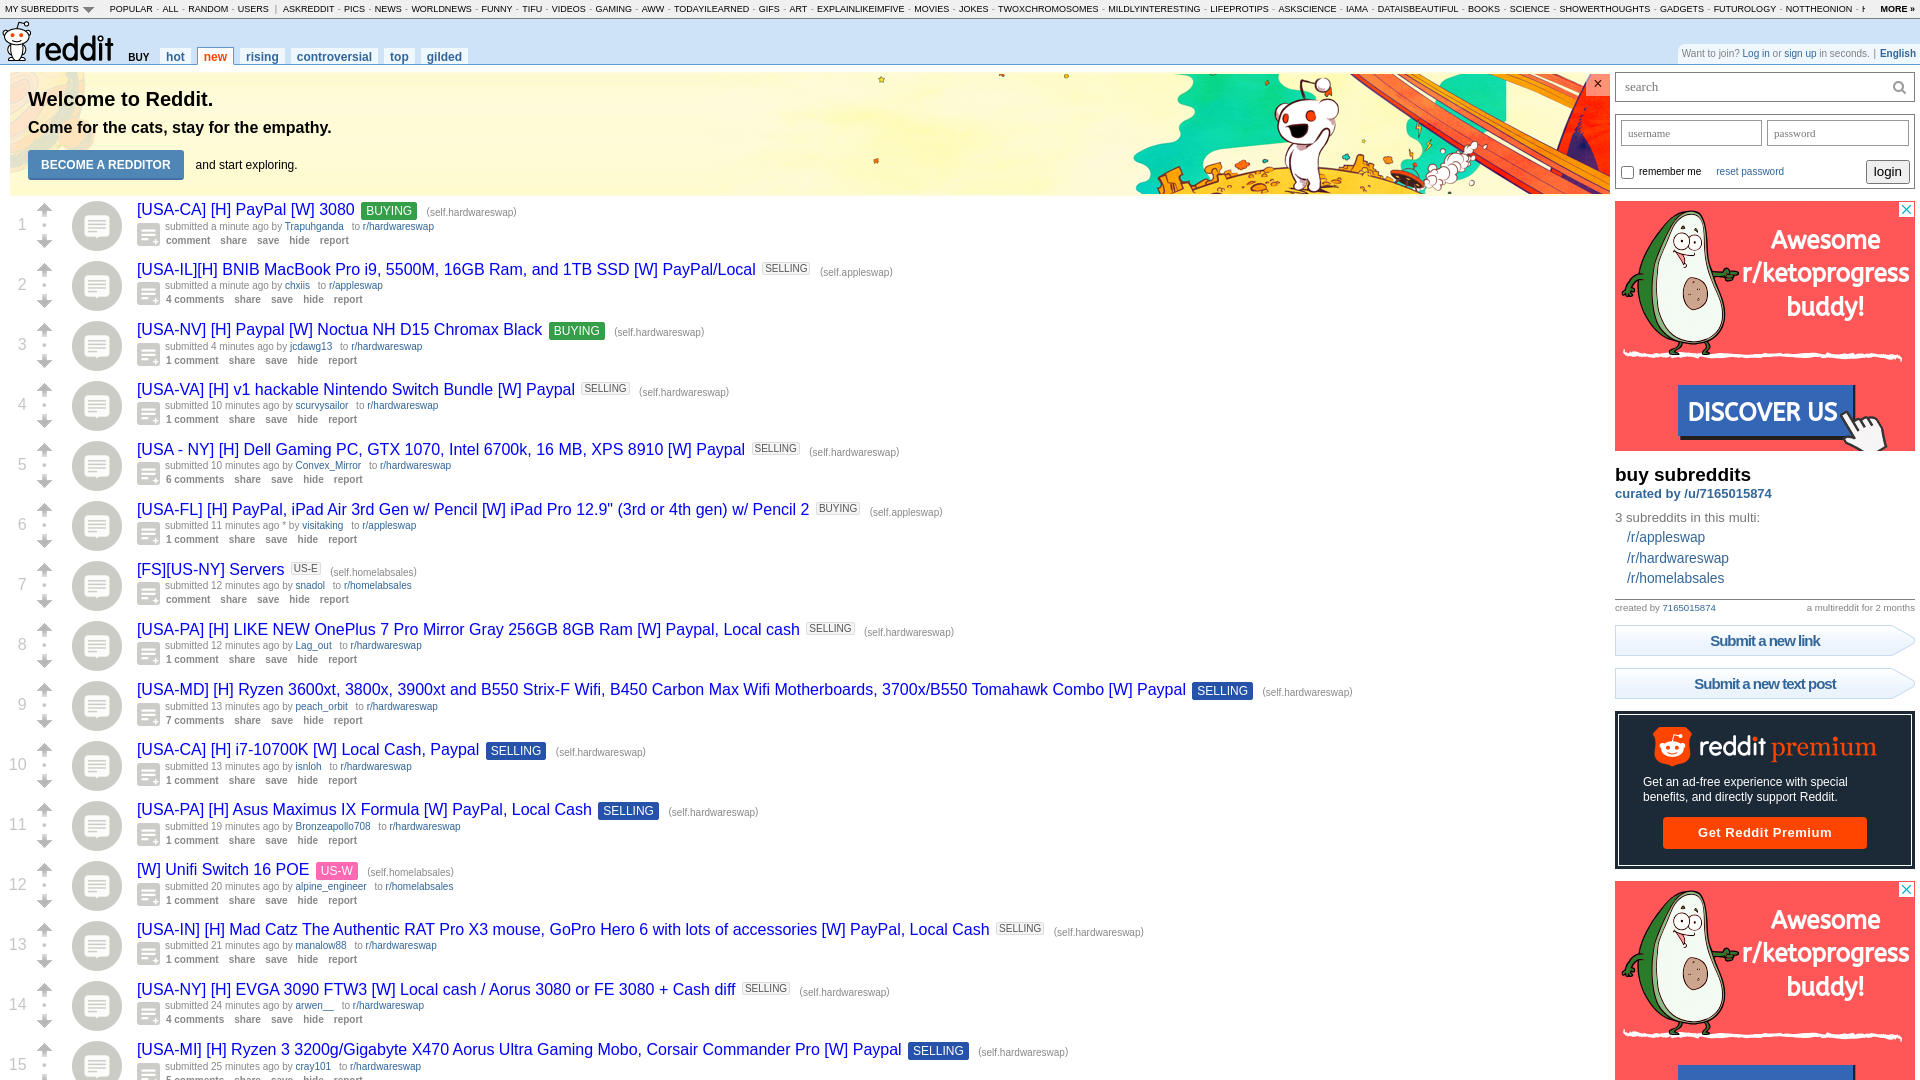 MY SUBREDDITS POPULAR - ALL - RANDOM - USERS | ASKREDDIT - PICS - NEWS - WORLDNEWS - FUNNY - TIFU - VIDEOS - GAMING - AWW - TODAYILEARNED - GIFS - ART - EXPLAINLIKEIMFIVE - MOVIES - JOKES - TWOXCHROMOSOMES - MILDLYINTERESTING - LIFEPROTIPS - ASKSCIENCE - IAMA - DATAISBEAUTIFUL - BOOKS - SCIENCE - SHOWERTHOUGHTS - GADGETS - FUTUROLOGY - NOTTHEONION - MORE »
reddit BUY hot new rising controversial top gilded
Want to join? Log in or sign up in seconds. | English
Welcome to Reddit.
Come for the cats, stay for the empathy.
BECOME A REDDITOR and start exploring.
×
1
[USA-CA] [H] PayPal [W] 3080 BUYING (self.hardwareswap)
submitted a minute ago by Trapuhganda to r/hardwareswap
comment share save hide report
2
[USA-IL][H] BNIB MacBook Pro i9, 5500M, 16GB Ram, and 1TB SSD [W] PayPal/Local SELLING (self.appleswap)
submitted a minute ago by chxiis to r/appleswap
4 comments share save hide report
3
[USA-NV] [H] Paypal [W] Noctua NH D15 Chromax Black BUYING (self.hardwareswap)
submitted 4 minutes ago by jcdawg13 to r/hardwareswap
1 comment share save hide report
4
[USA-VA] [H] v1 hackable Nintendo Switch Bundle [W] Paypal SELLING (self.hardwareswap)
submitted 10 minutes ago by scurvysailor to r/hardwareswap
1 comment share save hide report
5
[USA - NY] [H] Dell Gaming PC, GTX 1070, Intel 6700k, 16 MB, XPS 8910 [W] Paypal SELLING (self.hardwareswap)
submitted 10 minutes ago by Convex_Mirror to r/hardwareswap
6 comments share save hide report
6
[USA-FL] [H] PayPal, iPad Air 3rd Gen w/ Pencil [W] iPad Pro 12.9" (3rd or 4th gen) w/ Pencil 2 BUYING (self.appleswap)
submitted 11 minutes ago * by visitaking to r/appleswap
1 comment share save hide report
7
[FS][US-NY] Servers US-E (self.homelabsales)
submitted 12 minutes ago by snadol to r/homelabsales
comment share save hide report
8
[USA-PA] [H] LIKE NEW OnePlus 7 Pro Mirror Gray 256GB 8GB Ram [W] Paypal, Local cash SELLING (self.hardwareswap)
submitted 12 minutes ago by Lag_out to r/hardwareswap
1 comment share save hide report
9
[USA-MD] [H] Ryzen 3600xt, 3800x, 3900xt and B550 Strix-F Wifi, B450 Carbon Max Wifi Motherboards, 3700x/B550 Tomahawk Combo [W] Paypal SELLING (self.hardwareswap)
submitted 13 minutes ago by peach_orbit to r/hardwareswap
7 comments share save hide report
10
[USA-CA] [H] i7-10700K [W] Local Cash, Paypal SELLING (self.hardwareswap)
submitted 13 minutes ago by isnloh to r/hardwareswap
1 comment share save hide report
11
[USA-PA] [H] Asus Maximus IX Formula [W] PayPal, Local Cash SELLING (self.hardwareswap)
submitted 19 minutes ago by Bronzeapollo708 to r/hardwareswap
1 comment share save hide report
12
[W] Unifi Switch 16 POE US-W (self.homelabsales)
submitted 20 minutes ago by alpine_engineer to r/homelabsales
1 comment share save hide report
13
[USA-IN] [H] Mad Catz The Authentic RAT Pro X3 mouse, GoPro Hero 6 with lots of accessories [W] PayPal, Local Cash SELLING (self.hardwareswap)
submitted 21 minutes ago by manalow88 to r/hardwareswap
1 comment share save hide report
14
[USA-NY] [H] EVGA 3090 FTW3 [W] Local cash / Aorus 3080 or FE 3080 + Cash diff SELLING (self.hardwareswap)
submitted 24 minutes ago by arwen__ to r/hardwareswap
4 comments share save hide report
15
[USA-MI] [H] Ryzen 3 3200g/Gigabyte X470 Aorus Ultra Gaming Mobo, Corsair Commander Pro [W] Paypal SELLING (self.hardwareswap)
submitted 25 minutes ago by cray101 to r/hardwareswap
5 comments share save hide report
search
username password
remember me reset password login
Awesome
r/ketoprogress
buddy!
DISCOVER US
buy subreddits
curated by /u/7165015874
3 subreddits in this multi:
/r/appleswap
/r/hardwareswap
/r/homelabsales
created by 7165015874 a multireddit for 2 months
Submit a new link
Submit a new text post
reddit premium
Get an ad-free experience with special
benefits, and directly support Reddit.
Get Reddit Premium
Awesome
r/ketoprogress
buddy!